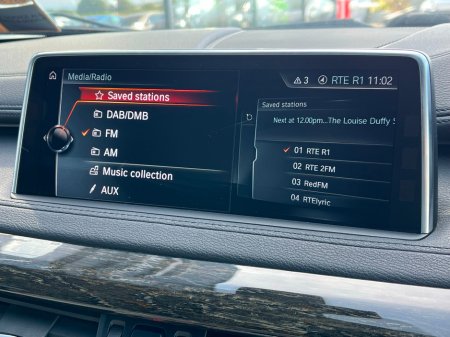 Media/Radio
3 RTE R1 11:02
Saved stations
DAB/DMB
FM
AM
Music collection
AUX
Saved stations
Next at 12.00pm...The Louise Duffy S
01 RTE R1
02 RTE 2FM
03 RedFM
04 RTElyric